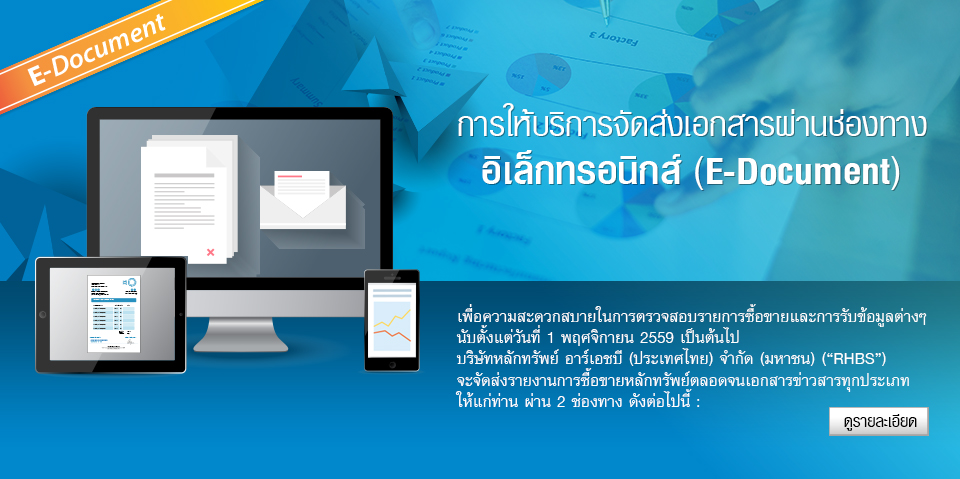 E-Document
Factory 3
Summary
การให้บริการจัดส่งเอกสารผ่านช่องทาง
อิเล็กทรอนิกส์ (E-Document)
เพื่อความสะดวกสบายในการตรวจสอบรายการซื้อขายและการรับข้อมูลต่างๆ
นับตั้งแต่วันที่ 1 พฤศจิกายน 2559 เป็นต้นไป
บริษัทหลักทรัพย์ อาร์เอชบี (ประเทศไทย) จำกัด (มหาชน) (“RHBS”)
จะจัดส่งรายงานการซื้อขายหลักทรัพย์ตลอดจนเอกสารข่าวสารทุกประเภท
ให้แก่ท่าน ผ่าน 2 ช่องทาง ดังต่อไปนี้ :
ดูรายละเอียด